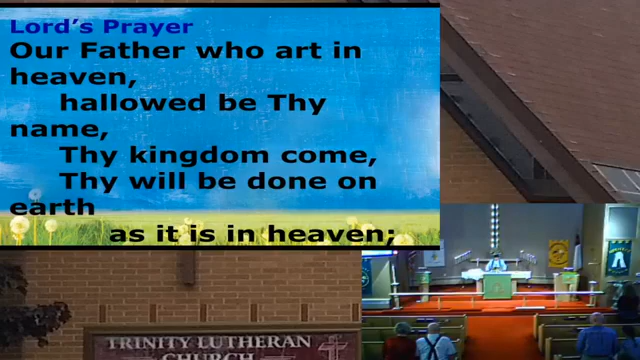 Lord's Prayer
Our Father who art in
heaven,
hallowed be Thy
name,
Thy kingdom come,
Thy will be done on
earth
as it is in heaven;
TRINITY LUTHERAN
CHURCH